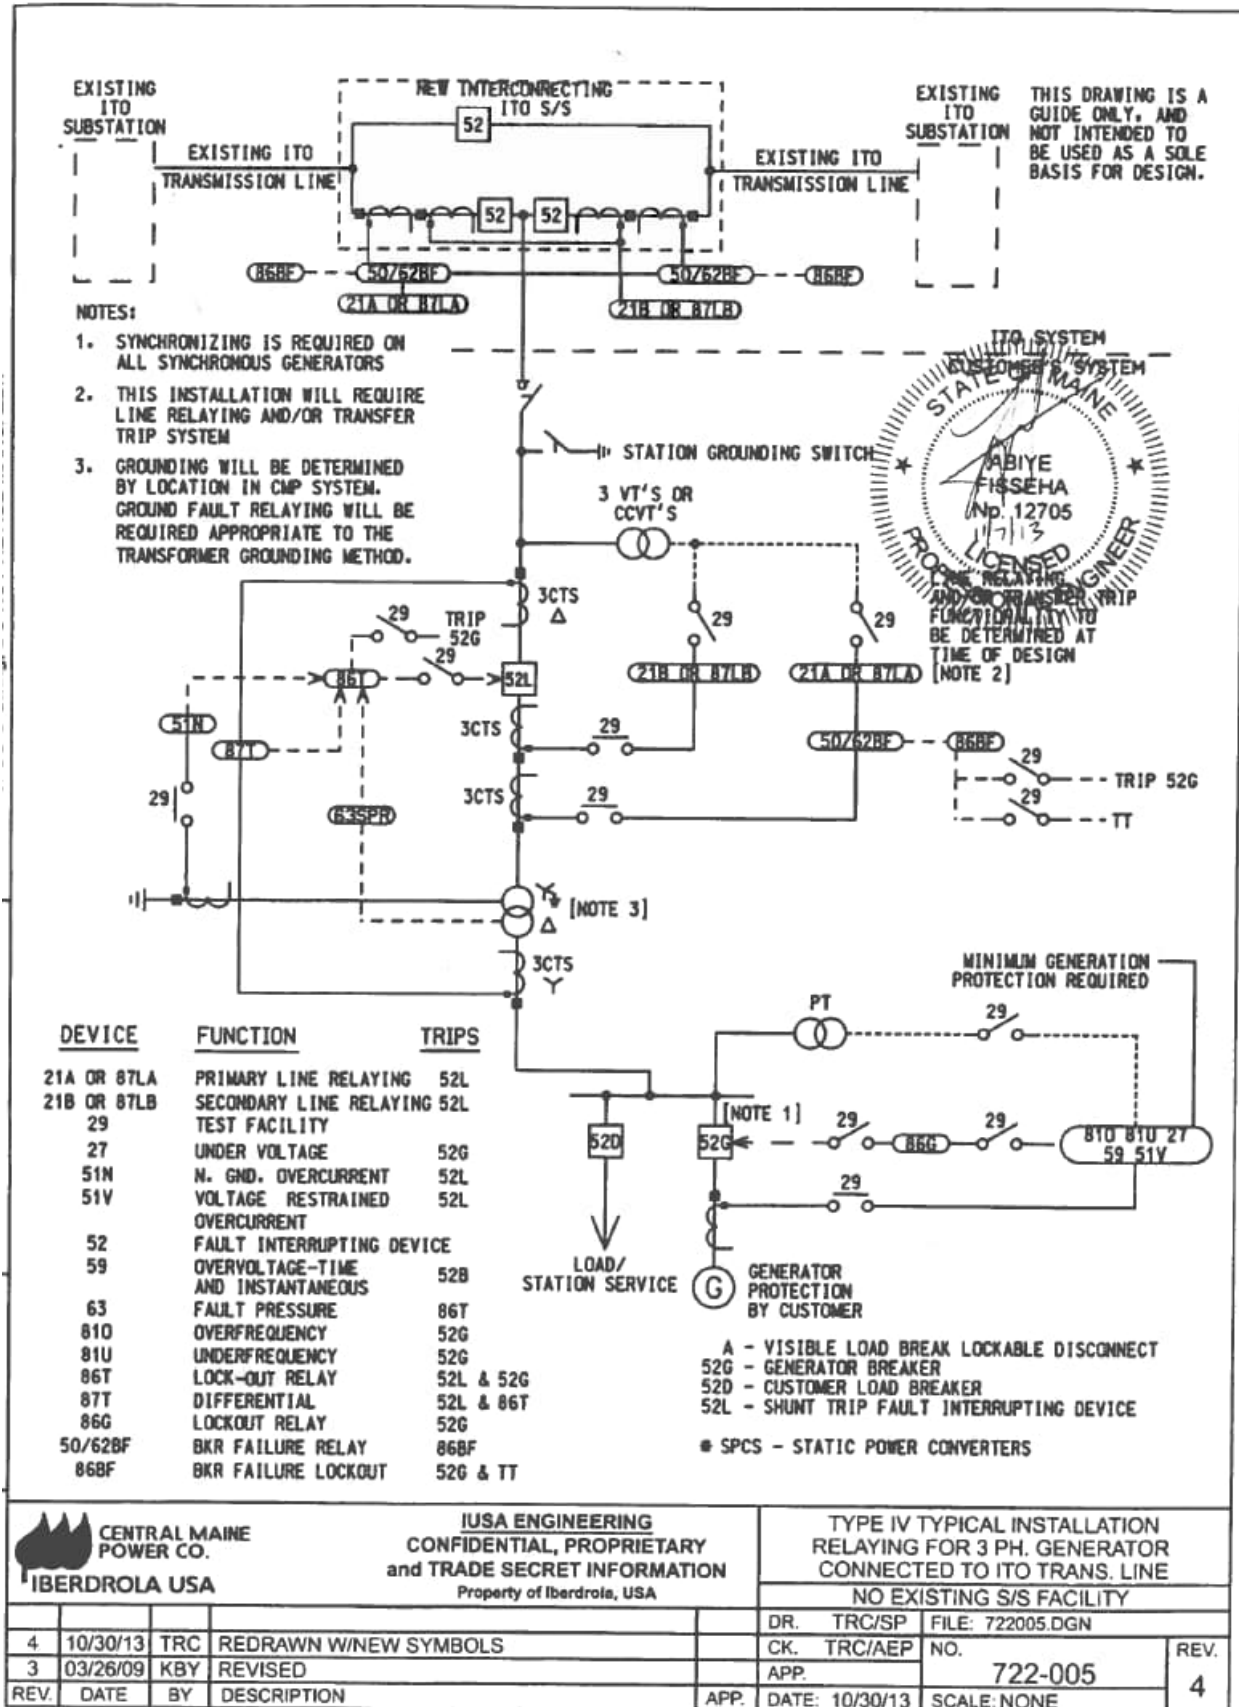 EXISTING
ITO
SUBSTATION
NEW INTERCONNECTING
ITO S/S
52
EXISTING ITO
TRANSMISSION LINE
EXISTING ITO
TRANSMISSION LINE
EXISTING
ITO
SUBSTATION
THIS DRAWING IS A
GUIDE ONLY, AND
NOT INTENDED TO
BE USED AS A SOLE
BASIS FOR DESIGN.
52 52
86BF 50/62BF 50/62BF 86BF
21A OR 87LA 21B OR 87LB
NOTES:
1. SYNCHRONIZING IS REQUIRED ON
ALL SYNCHRONOUS GENERATORS
2. THIS INSTALLATION WILL REQUIRE
LINE RELAYING AND/OR TRANSFER
TRIP SYSTEM
3. GROUNDING WILL BE DETERMINED
BY LOCATION IN CMP SYSTEM.
GROUND FAULT RELAYING WILL BE
REQUIRED APPROPRIATE TO THE
TRANSFORMER GROUNDING METHOD.
ITO SYSTEM
CUSTOMER'S SYSTEM
STATE OF MAINE
ABIYE
FISSEHA
No. 12705
11/7/13
LICENSED
PROFESSIONAL ENGINEER
STATION GROUNDING SWITCH
3 VT'S OR
CCVT'S
LINE RELAYING
AND/OR TRANSFER TRIP
FUNCTIONALITY TO
BE DETERMINED AT
TIME OF DESIGN
[NOTE 2]
3CTS
Δ
29
TRIP
52G
29
29
29
86T
52L
21B OR 87LB
21A OR 87LA
51N
87T
3CTS
29
50/62BF
86BF
29
TRIP 52G
29
TT
29
63SPR
3CTS
29
Y
Δ
[NOTE 3]
3CTS
Y
MINIMUM GENERATION
PROTECTION REQUIRED
PT
29
[NOTE 1]
52D
52G
29
86G
29
81O 81U 27
59 51V
29
LOAD/
STATION SERVICE
G
GENERATOR
PROTECTION
BY CUSTOMER
DEVICE FUNCTION TRIPS
21A OR 87LA PRIMARY LINE RELAYING 52L
21B OR 87LB SECONDARY LINE RELAYING 52L
29 TEST FACILITY
27 UNDER VOLTAGE 52G
51N N. GND. OVERCURRENT 52L
51V VOLTAGE RESTRAINED 52L
OVERCURRENT
52 FAULT INTERRUPTING DEVICE
59 OVERVOLTAGE-TIME
AND INSTANTANEOUS 52B
63 FAULT PRESSURE 86T
81O OVERFREQUENCY 52G
81U UNDERFREQUENCY 52G
86T LOCK-OUT RELAY 52L & 52G
87T DIFFERENTIAL 52L & 86T
86G LOCKOUT RELAY 52G
50/62BF BKR FAILURE RELAY 86BF
86BF BKR FAILURE LOCKOUT 52G & TT
A - VISIBLE LOAD BREAK LOCKABLE DISCONNECT
52G - GENERATOR BREAKER
52D - CUSTOMER LOAD BREAKER
52L - SHUNT TRIP FAULT INTERRUPTING DEVICE
* SPCS - STATIC POWER CONVERTERS
CENTRAL MAINE
POWER CO.
IBERDROLA USA
IUSA ENGINEERING
CONFIDENTIAL, PROPRIETARY
and TRADE SECRET INFORMATION
Property of Iberdrola, USA
TYPE IV TYPICAL INSTALLATION
RELAYING FOR 3 PH. GENERATOR
CONNECTED TO ITO TRANS. LINE
NO EXISTING S/S FACILITY
DR. TRC/SP FILE: 722005.DGN
4 10/30/13 TRC REDRAWN W/NEW SYMBOLS
CK. TRC/AEP NO. 722-005 REV. 4
3 03/26/09 KBY REVISED
APP.
REV. DATE BY DESCRIPTION APP.
DATE: 10/30/13 SCALE: NONE